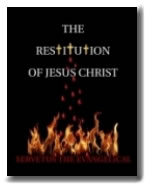 THE
RESTITUTION
OF JESUS CHRIST
SERVETUS THE EVANGELICAL